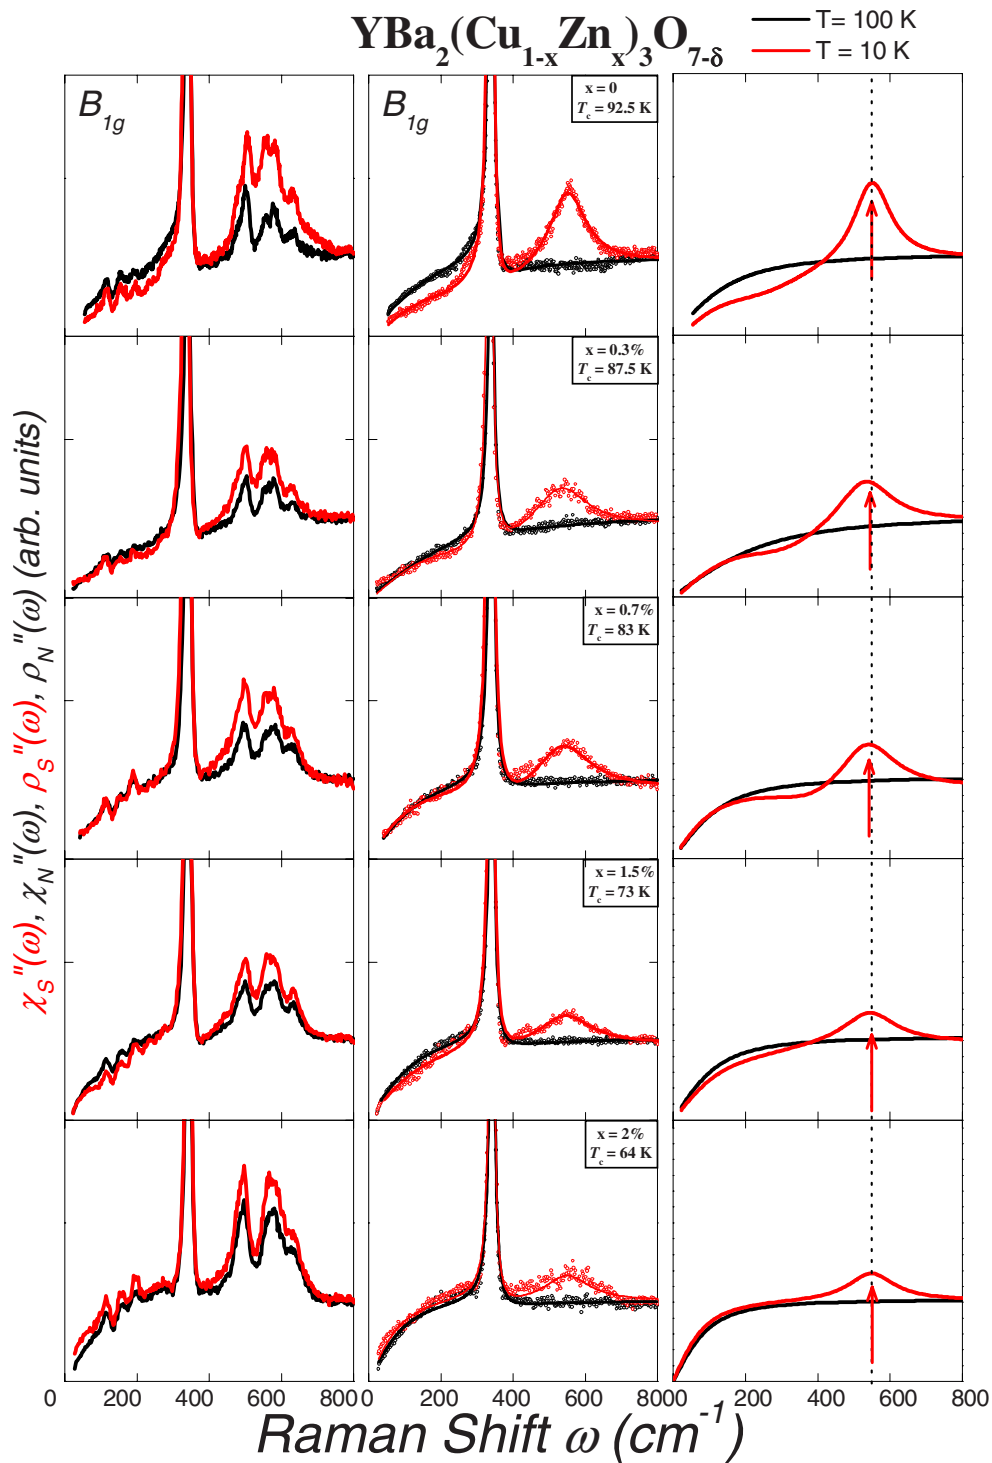 YBa2(Cu1-xZnx)3O7-δ
T= 100 K
T = 10 K
B1g
B1g
x = 0
Tc = 92.5 K
x = 0.3%
Tc = 87.5 K
x = 0.7%
Tc = 83 K
x = 1.5%
Tc = 73 K
x = 2%
Tc = 64 K
χS''(ω), χN''(ω), ρS''(ω), ρN''(ω) (arb. units)
0 200 400 600 800 200 400 600 800 200 400 600 800
Raman Shift ω (cm-1)